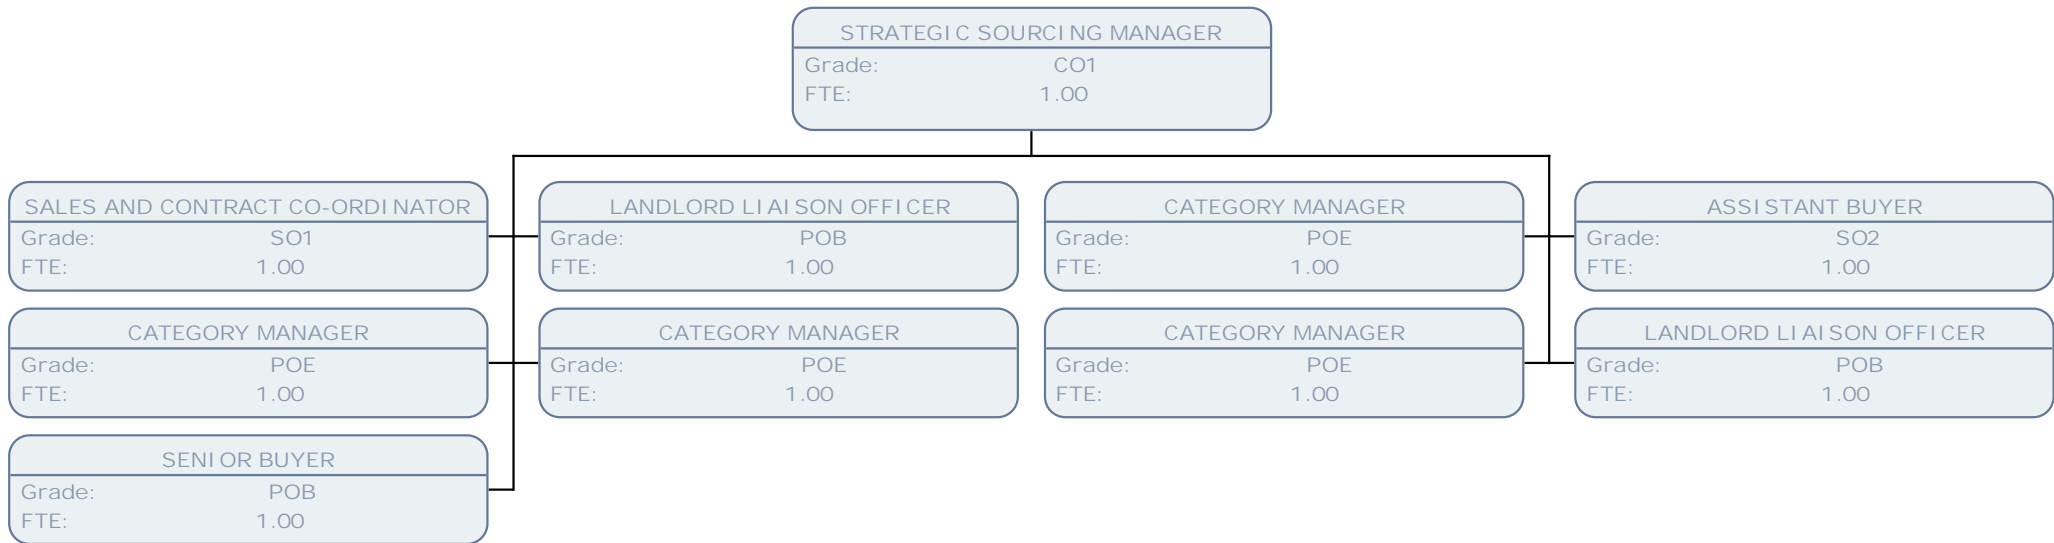 STRATEGIC SOURCING MANAGER
Grade: CO1
FTE: 1.00
SALES AND CONTRACT CO-ORDINATOR
Grade: SO1
FTE: 1.00
LANDLORD LIAISON OFFICER
Grade: POB
FTE: 1.00
CATEGORY MANAGER
Grade: POE
FTE: 1.00
ASSISTANT BUYER
Grade: SO2
FTE: 1.00
CATEGORY MANAGER
Grade: POE
FTE: 1.00
CATEGORY MANAGER
Grade: POE
FTE: 1.00
CATEGORY MANAGER
Grade: POE
FTE: 1.00
LANDLORD LIAISON OFFICER
Grade: POB
FTE: 1.00
SENIOR BUYER
Grade: POB
FTE: 1.00